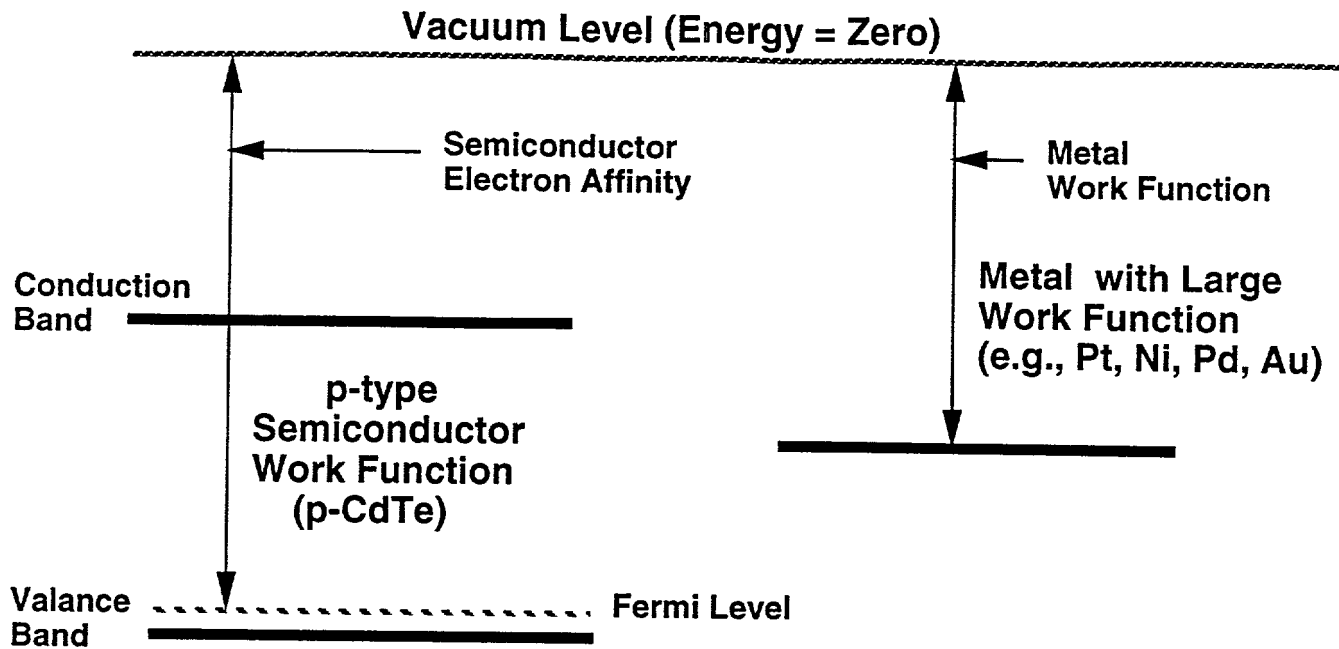 Vacuum Level (Energy = Zero)
Semiconductor
Electron Affinity
Metal
Work Function
Conduction
Band
Metal with Large
Work Function
(e.g., Pt, Ni, Pd, Au)
p-type
Semiconductor
Work Function
(p-CdTe)
Valance
Band
Fermi Level